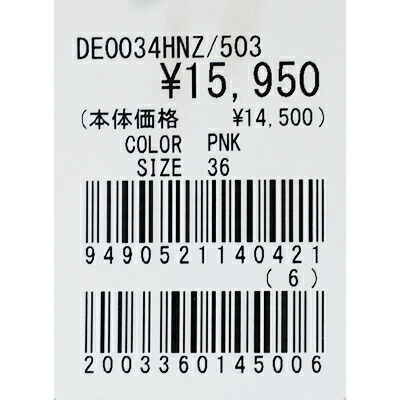 DE0034HNZ/503
¥15,950
(本体価格 ¥14,500)
COLOR PNK
SIZE 36
9490521140421
(6)
2003360145006